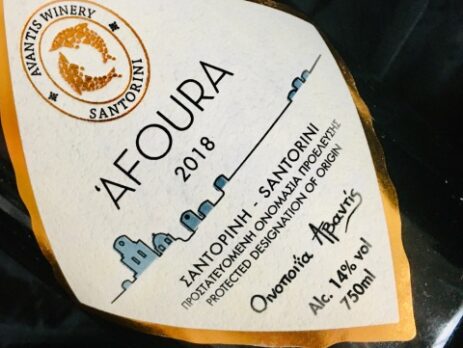 AVANTIS WINERY
SANTORINI
ÁFOURA
2018
ΣΑΝΤΟΡΙΝΗ - SANTORINI
ΠΡΟΣΤΑΤΕΥΟΜΕΝΗ ΟΝΟΜΑΣΙΑ ΠΡΟΕΛΕΥΣΗΣ
PROTECTED DESIGNATION OF ORIGIN
Οινοποιΐα Αβαντίς
Alc. 14% vol
750ml